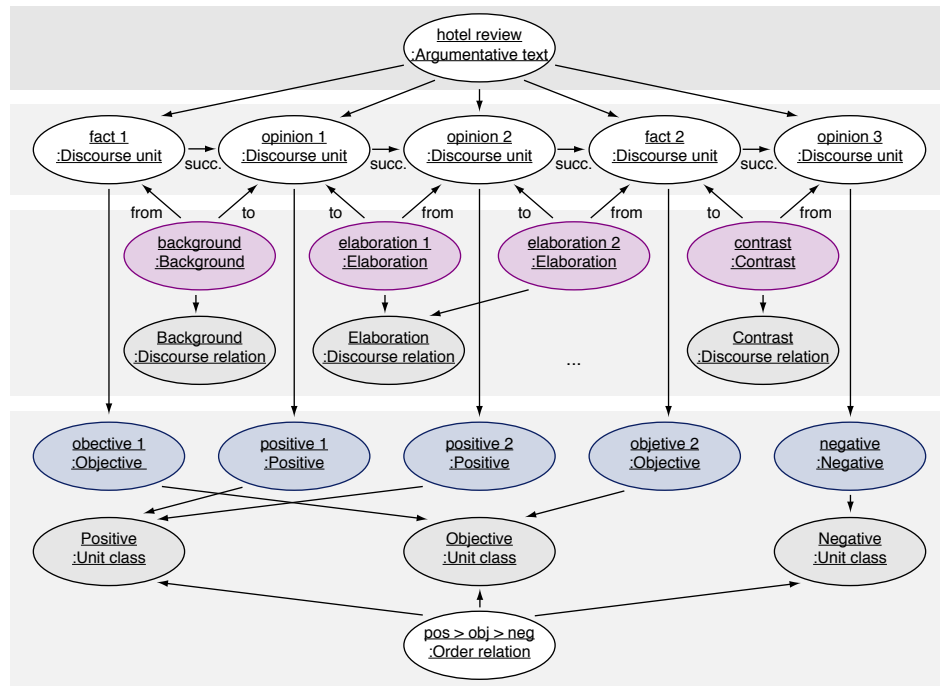 hotel review
:Argumentative text
fact 1
:Discourse unit
succ.
opinion 1
:Discourse unit
succ.
opinion 2
:Discourse unit
succ.
fact 2
:Discourse unit
succ.
opinion 3
:Discourse unit
from
to
to
from
to
from
to
from
background
:Background
elaboration 1
:Elaboration
elaboration 2
:Elaboration
contrast
:Contrast
Background
:Discourse relation
Elaboration
:Discourse relation
...
Contrast
:Discourse relation
obective 1
:Objective
positive 1
:Positive
positive 2
:Positive
objetive 2
:Objective
negative
:Negative
Positive
:Unit class
Objective
:Unit class
Negative
:Unit class
pos > obj > neg
:Order relation